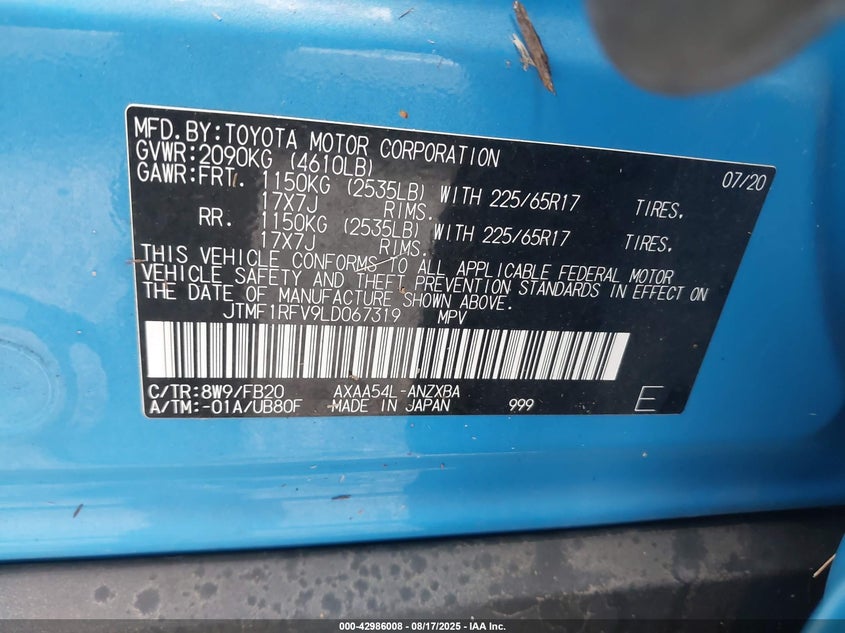 MFD. BY: TOYOTA MOTOR CORPORATION 07/20
GVWR: 2090KG (4610LB)
GAWR: FRT. 1150KG (2535LB) WITH 225/65R17 TIRES,
17X7J RIMS.
RR. 1150KG (2535LB) WITH 225/65R17 TIRES,
17X7J RIMS.
THIS VEHICLE CONFORMS TO ALL APPLICABLE FEDERAL MOTOR
VEHICLE SAFETY AND THEFT PREVENTION STANDARDS IN EFFECT ON
THE DATE OF MANUFACTURE SHOWN ABOVE.
JTMF1RFV9LD067319 MPV
C/TR: 8W9/FB20 AXAA54L-ANZXBA
A/TM: -01A/UB80F -MADE IN JAPAN 999 E
000-42986008 - 08/17/2025 - IAA Inc.